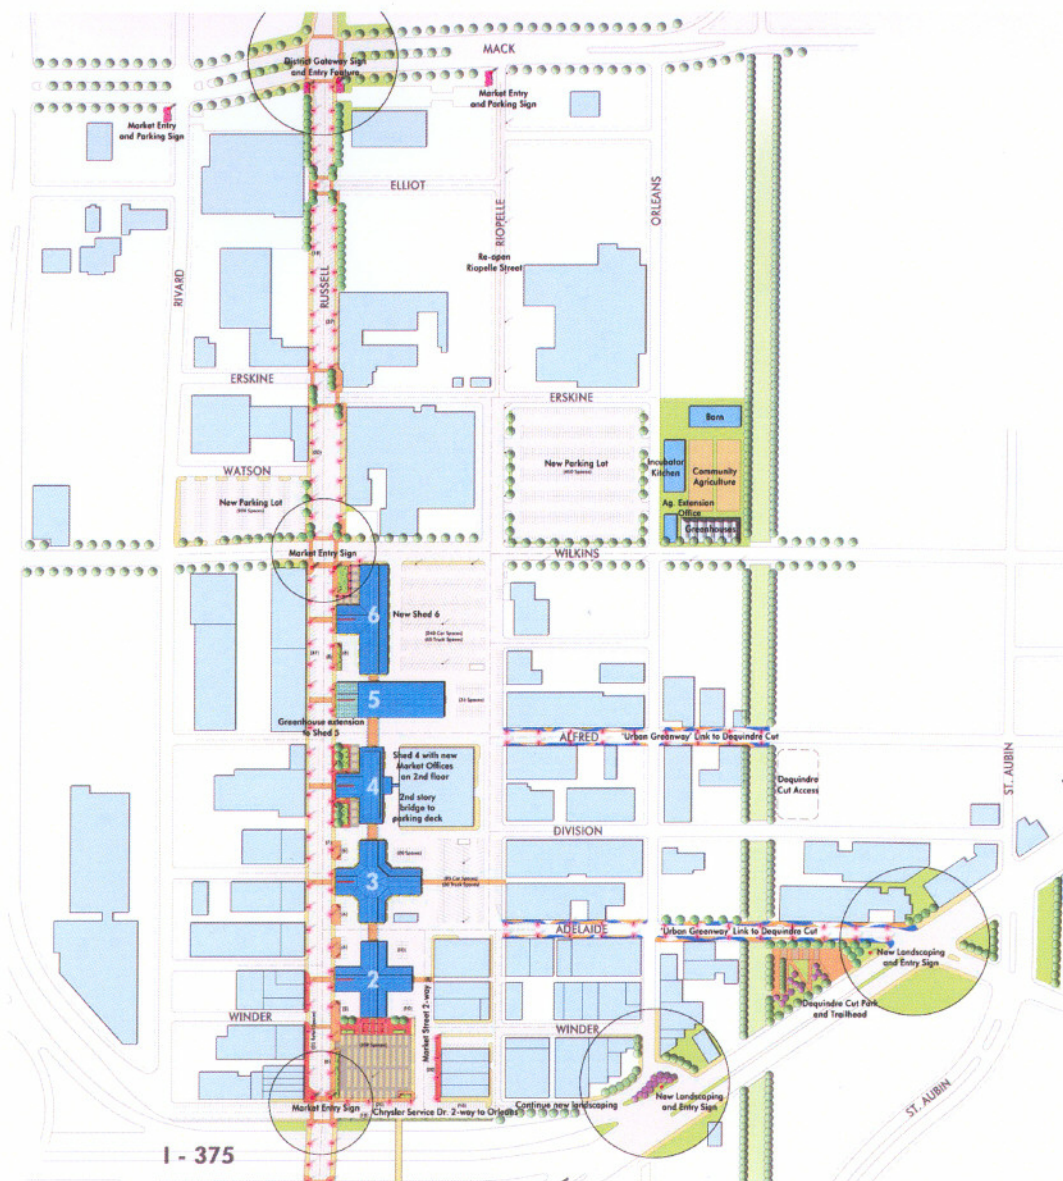 MACK
District Gateway Sign
and Entry Feature
Market Entry
and Parking Sign
Market Entry
and Parking Sign
ELLIOT
RIOPELLE
ORLEANS
Re-open
Riopelle Street
RIVARD
RUSSELL
ERSKINE
ERSKINE
Barn
WATSON
New Parking Lot
Incubator
Kitchen
Community
Agriculture
New Parking Lot
Ag. Extension
Office
Greenhouses
Market Entry Sign
WILKINS
6
New Shed 6
5
Greenhouse extension
to Shed 5
ALFRED
'Urban Greenway' Link to Dequindre Cut
Shed 4 with new
Market Offices
on 2nd floor
4
2nd story
bridge to
parking deck
Dequindre
Cut Access
ST. AUBIN
DIVISION
3
ADELAIDE
'Urban Greenway' Link to Dequindre Cut
New Landscaping
and Entry Sign
2
Dequindre Cut Park
and Trailhead
WINDER
Market Street 2-way
WINDER
Market Entry Sign
Chrysler Service Dr. 2-way to Orleans
Continue new landscaping
New Landscaping
and Entry Sign
ST. AUBIN
I - 375